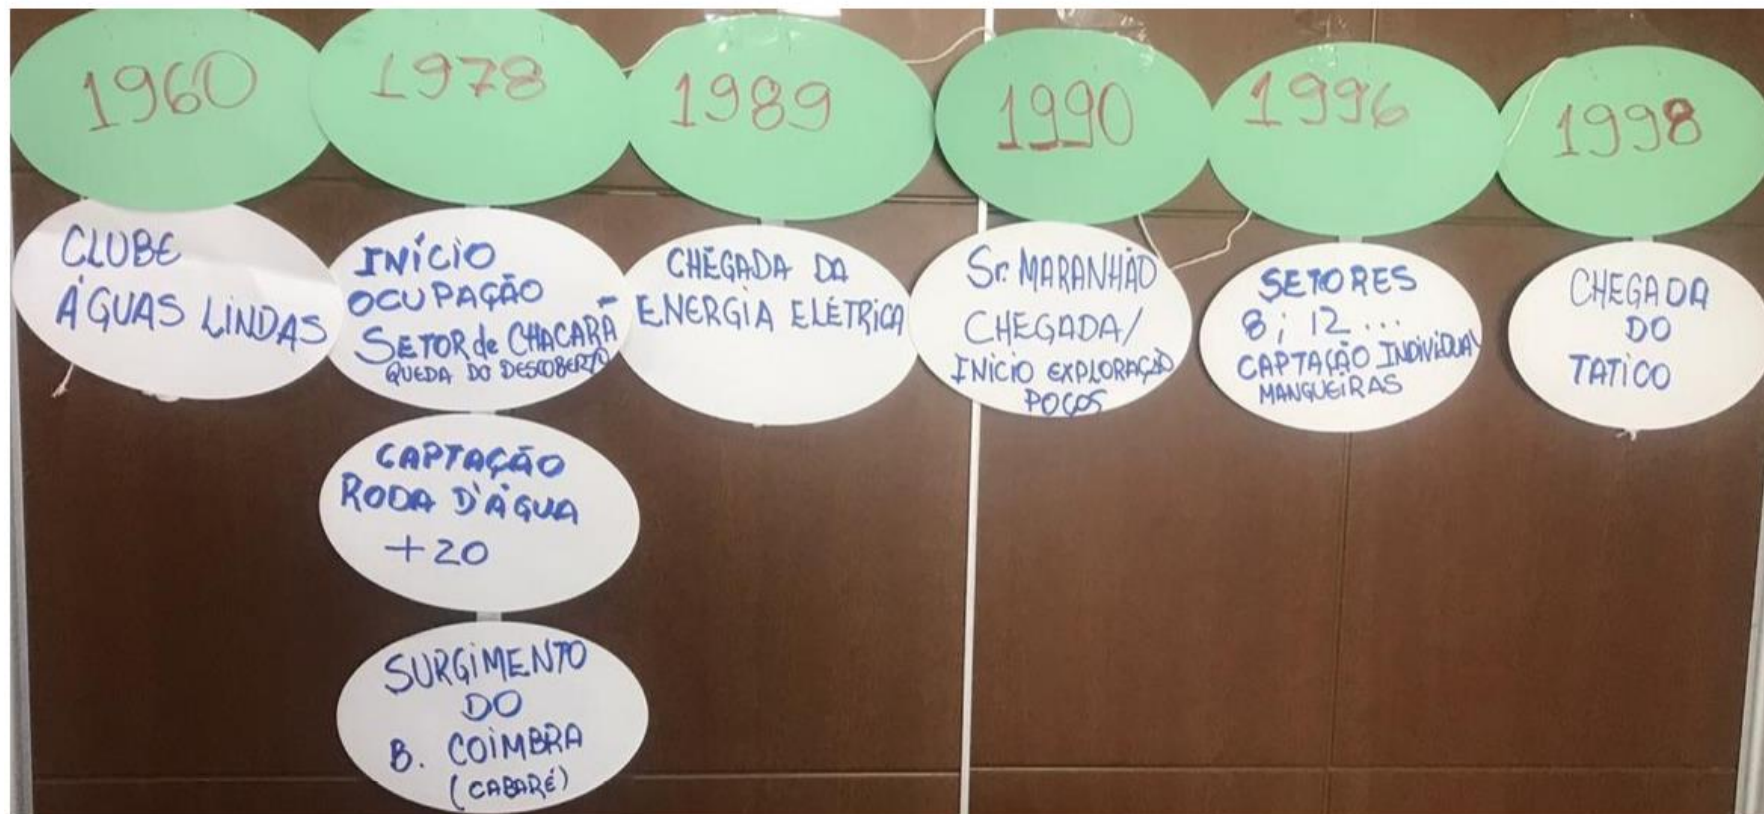 1960
CLUBE
ÁGUAS LINDAS
1978
INÍCIO
OCUPAÇÃO
SETOR de CHACARA
QUEDA DO DESCOBERTO
CAPTAÇÃO
RODA D'ÁGUA
+20
SURGIMENTO
DO
B. COIMBRA
(CABARÉ)
1989
CHEGADA DA
ENERGIA ELÉTRICA
1990
Sr. MARANHÃO
CHEGADA/
INÍCIO EXPLORAÇÃO
POÇOS
1996
SETORES
8; 12 ...
CAPTAÇÃO INDIVIDUAL
MANGUEIRAS
1998
CHEGADA
DO
TATICO